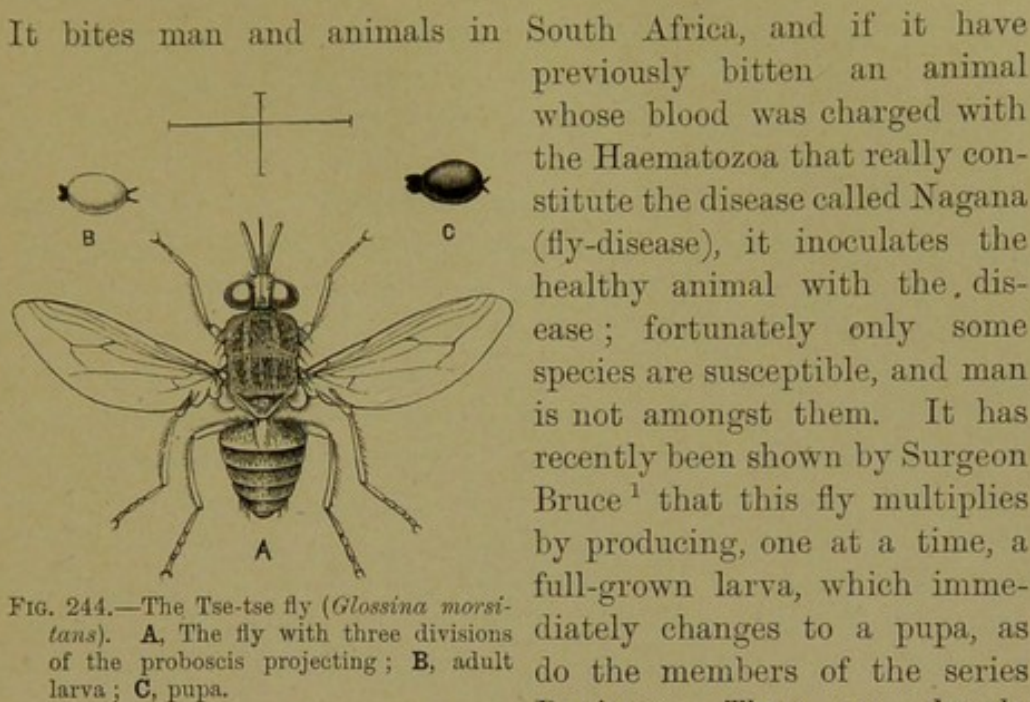 It bites man and animals in South Africa, and if it have
previously bitten an animal
whose blood was charged with
the Haematozoa that really con-
stitute the disease called Nagana
(fly-disease), it inoculates the
healthy animal with the dis-
ease ; fortunately only some
species are susceptible, and man
is not amongst them. It has
recently been shown by Surgeon
Bruce 1 that this fly multiplies
by producing, one at a time, a
full-grown larva, which imme-
diately changes to a pupa, as
do the members of the series
B
C
A
FIG. 244.—The Tse-tse fly (Glossina morsi-
tans). A, The fly with three divisions
of the proboscis projecting ; B, adult
larva ; C, pupa.